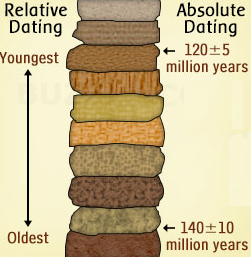 Relative
Dating
Absolute
Dating
Youngest
120±5
million years
Oldest
140±10
million years